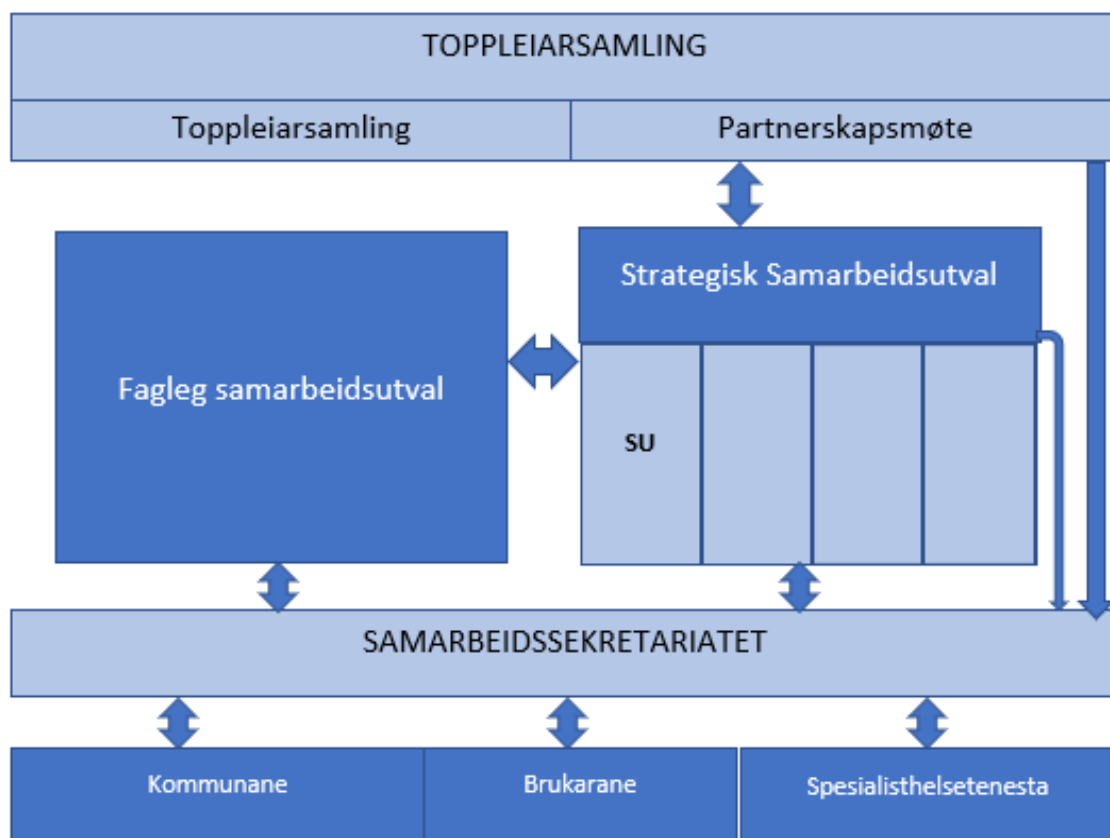 TOPPLEIARSAMLING
Toppleiarsamling
Partnerskapsmøte
Strategisk Samarbeidsutval
Fagleg samarbeidsutval
SU
SAMARBEIDSSEKRETARIATET
Kommunane
Brukarane
Spesialisthelsetenesta